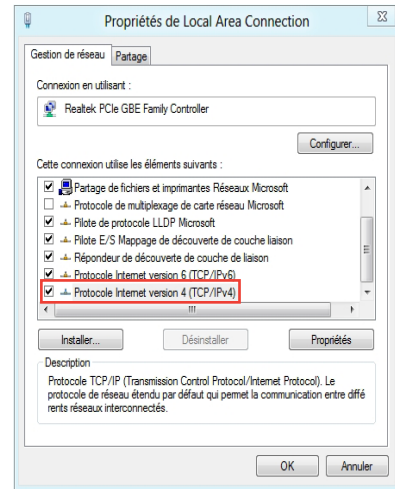 Propriétés de Local Area Connection
Gestion de réseau Partage
Connexion en utilisant :
Realtek PCIe GBE Family Controller
Configurer...
Cette connexion utilise les éléments suivants :
Partage de fichiers et imprimantes Réseaux Microsoft
Protocole de multiplexage de carte réseau Microsoft
Pilote de protocole LLDP Microsoft
Pilote E/S Mappage de découverte de couche liaison
Répondeur de découverte de couche de liaison
Protocole Internet version 6 (TCP/IPv6)
Protocole Internet version 4 (TCP/IPv4)
Installer... Désinstaller Propriétés
Description
Protocole TCP/IP (Transmission Control Protocol/Internet Protocol). Le
protocole de réseau étendu par défaut qui permet la communication entre diffé
rents réseaux interconnectés.
OK Annuler